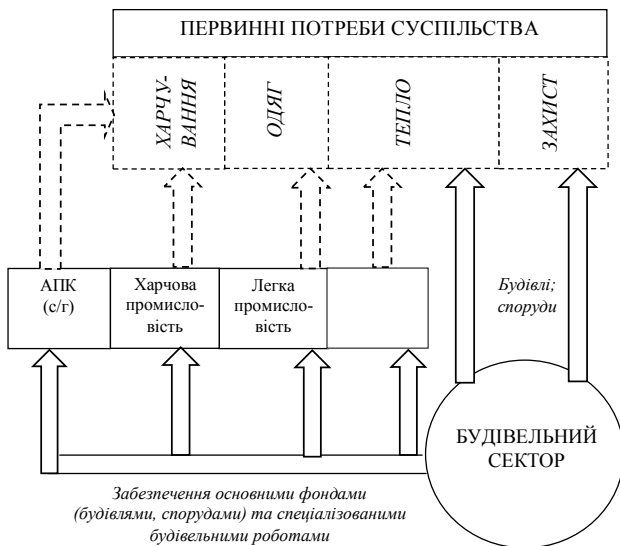 ПЕРВИННІ ПОТРЕБИ СУСПІЛЬСТВА
ХАРЧУ-
ВАННЯ
ОДЯГ
ТЕПЛО
ЗАХИСТ
АПК
(с/г)
Харчова
промисло-
вість
Легка
промисло-
вість
Будівлі;
споруди
БУДІВЕЛЬНИЙ
СЕКТОР
Забезпечення основними фондами
(будівлями, спорудами) та спеціалізованими
будівельними роботами